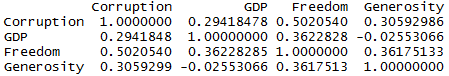 Corruption GDP Freedom Generosity
Corruption 1.0000000 0.29418478 0.5020540 0.30592986
GDP 0.2941848 1.00000000 0.3622828 -0.02553066
Freedom 0.5020540 0.36228285 1.0000000 0.36175133
Generosity 0.3059299 -0.02553066 0.3617513 1.00000000